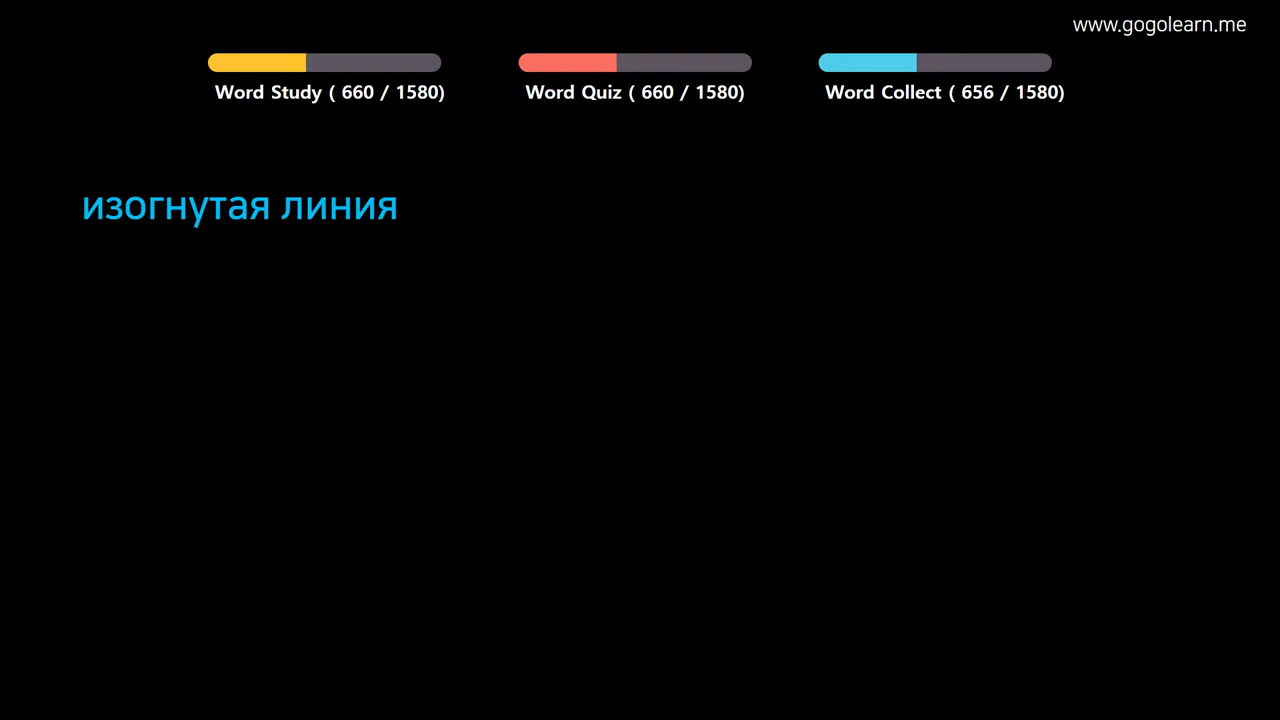 www.gogolearn.me
Word Study ( 660 / 1580)
Word Quiz ( 660 / 1580)
Word Collect ( 656 / 1580)
изогнутая линия